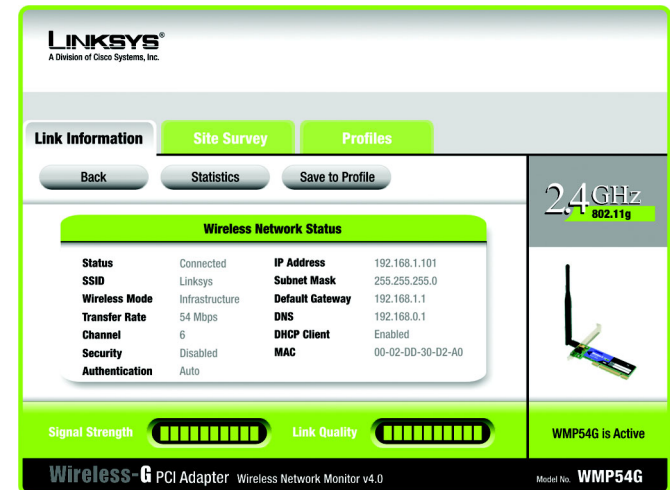 LINKSYS®
A Division of Cisco Systems, Inc.
Link Information
Site Survey
Profiles
Back
Statistics
Save to Profile
2.4GHz
802.11g
Wireless Network Status
Status Connected IP Address 192.168.1.101
SSID Linksys Subnet Mask 255.255.255.0
Wireless Mode Infrastructure Default Gateway 192.168.1.1
Transfer Rate 54 Mbps DNS 192.168.0.1
Channel 6 DHCP Client Enabled
Security Disabled MAC 00-02-DD-30-D2-A0
Authentication Auto
Signal Strength
Link Quality
WMP54G is Active
Wireless-G PCI Adapter Wireless Network Monitor v4.0
Model No. WMP54G